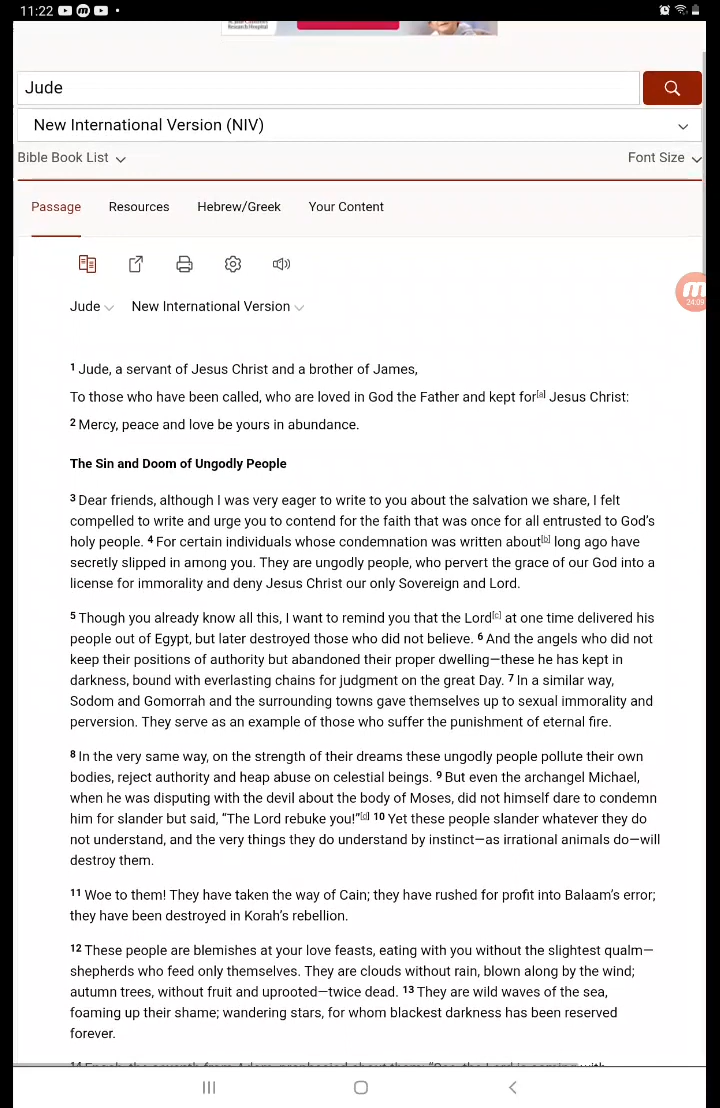 11:22
Research Hospital
Jude
New International Version (NIV)
Bible Book List
Font Size
Passage Resources Hebrew/Greek Your Content
m
24:09
Jude New International Version
1 Jude, a servant of Jesus Christ and a brother of James,
To those who have been called, who are loved in God the Father and kept for[a] Jesus Christ:
2 Mercy, peace and love be yours in abundance.
The Sin and Doom of Ungodly People
3 Dear friends, although I was very eager to write to you about the salvation we share, I felt
compelled to write and urge you to contend for the faith that was once for all entrusted to God’s
holy people. 4 For certain individuals whose condemnation was written about[b] long ago have
secretly slipped in among you. They are ungodly people, who pervert the grace of our God into a
license for immorality and deny Jesus Christ our only Sovereign and Lord.
5 Though you already know all this, I want to remind you that the Lord[c] at one time delivered his
people out of Egypt, but later destroyed those who did not believe. 6 And the angels who did not
keep their positions of authority but abandoned their proper dwelling—these he has kept in
darkness, bound with everlasting chains for judgment on the great Day. 7 In a similar way,
Sodom and Gomorrah and the surrounding towns gave themselves up to sexual immorality and
perversion. They serve as an example of those who suffer the punishment of eternal fire.
8 In the very same way, on the strength of their dreams these ungodly people pollute their own
bodies, reject authority and heap abuse on celestial beings. 9 But even the archangel Michael,
when he was disputing with the devil about the body of Moses, did not himself dare to condemn
him for slander but said, “The Lord rebuke you!”[d] 10 Yet these people slander whatever they do
not understand, and the very things they do understand by instinct—as irrational animals do—will
destroy them.
11 Woe to them! They have taken the way of Cain; they have rushed for profit into Balaam’s error;
they have been destroyed in Korah’s rebellion.
12 These people are blemishes at your love feasts, eating with you without the slightest qualm—
shepherds who feed only themselves. They are clouds without rain, blown along by the wind;
autumn trees, without fruit and uprooted—twice dead. 13 They are wild waves of the sea,
foaming up their shame; wandering stars, for whom blackest darkness has been reserved
forever.
14 Enoch, the seventh from Adam, prophesied about them: “See, the Lord is coming with